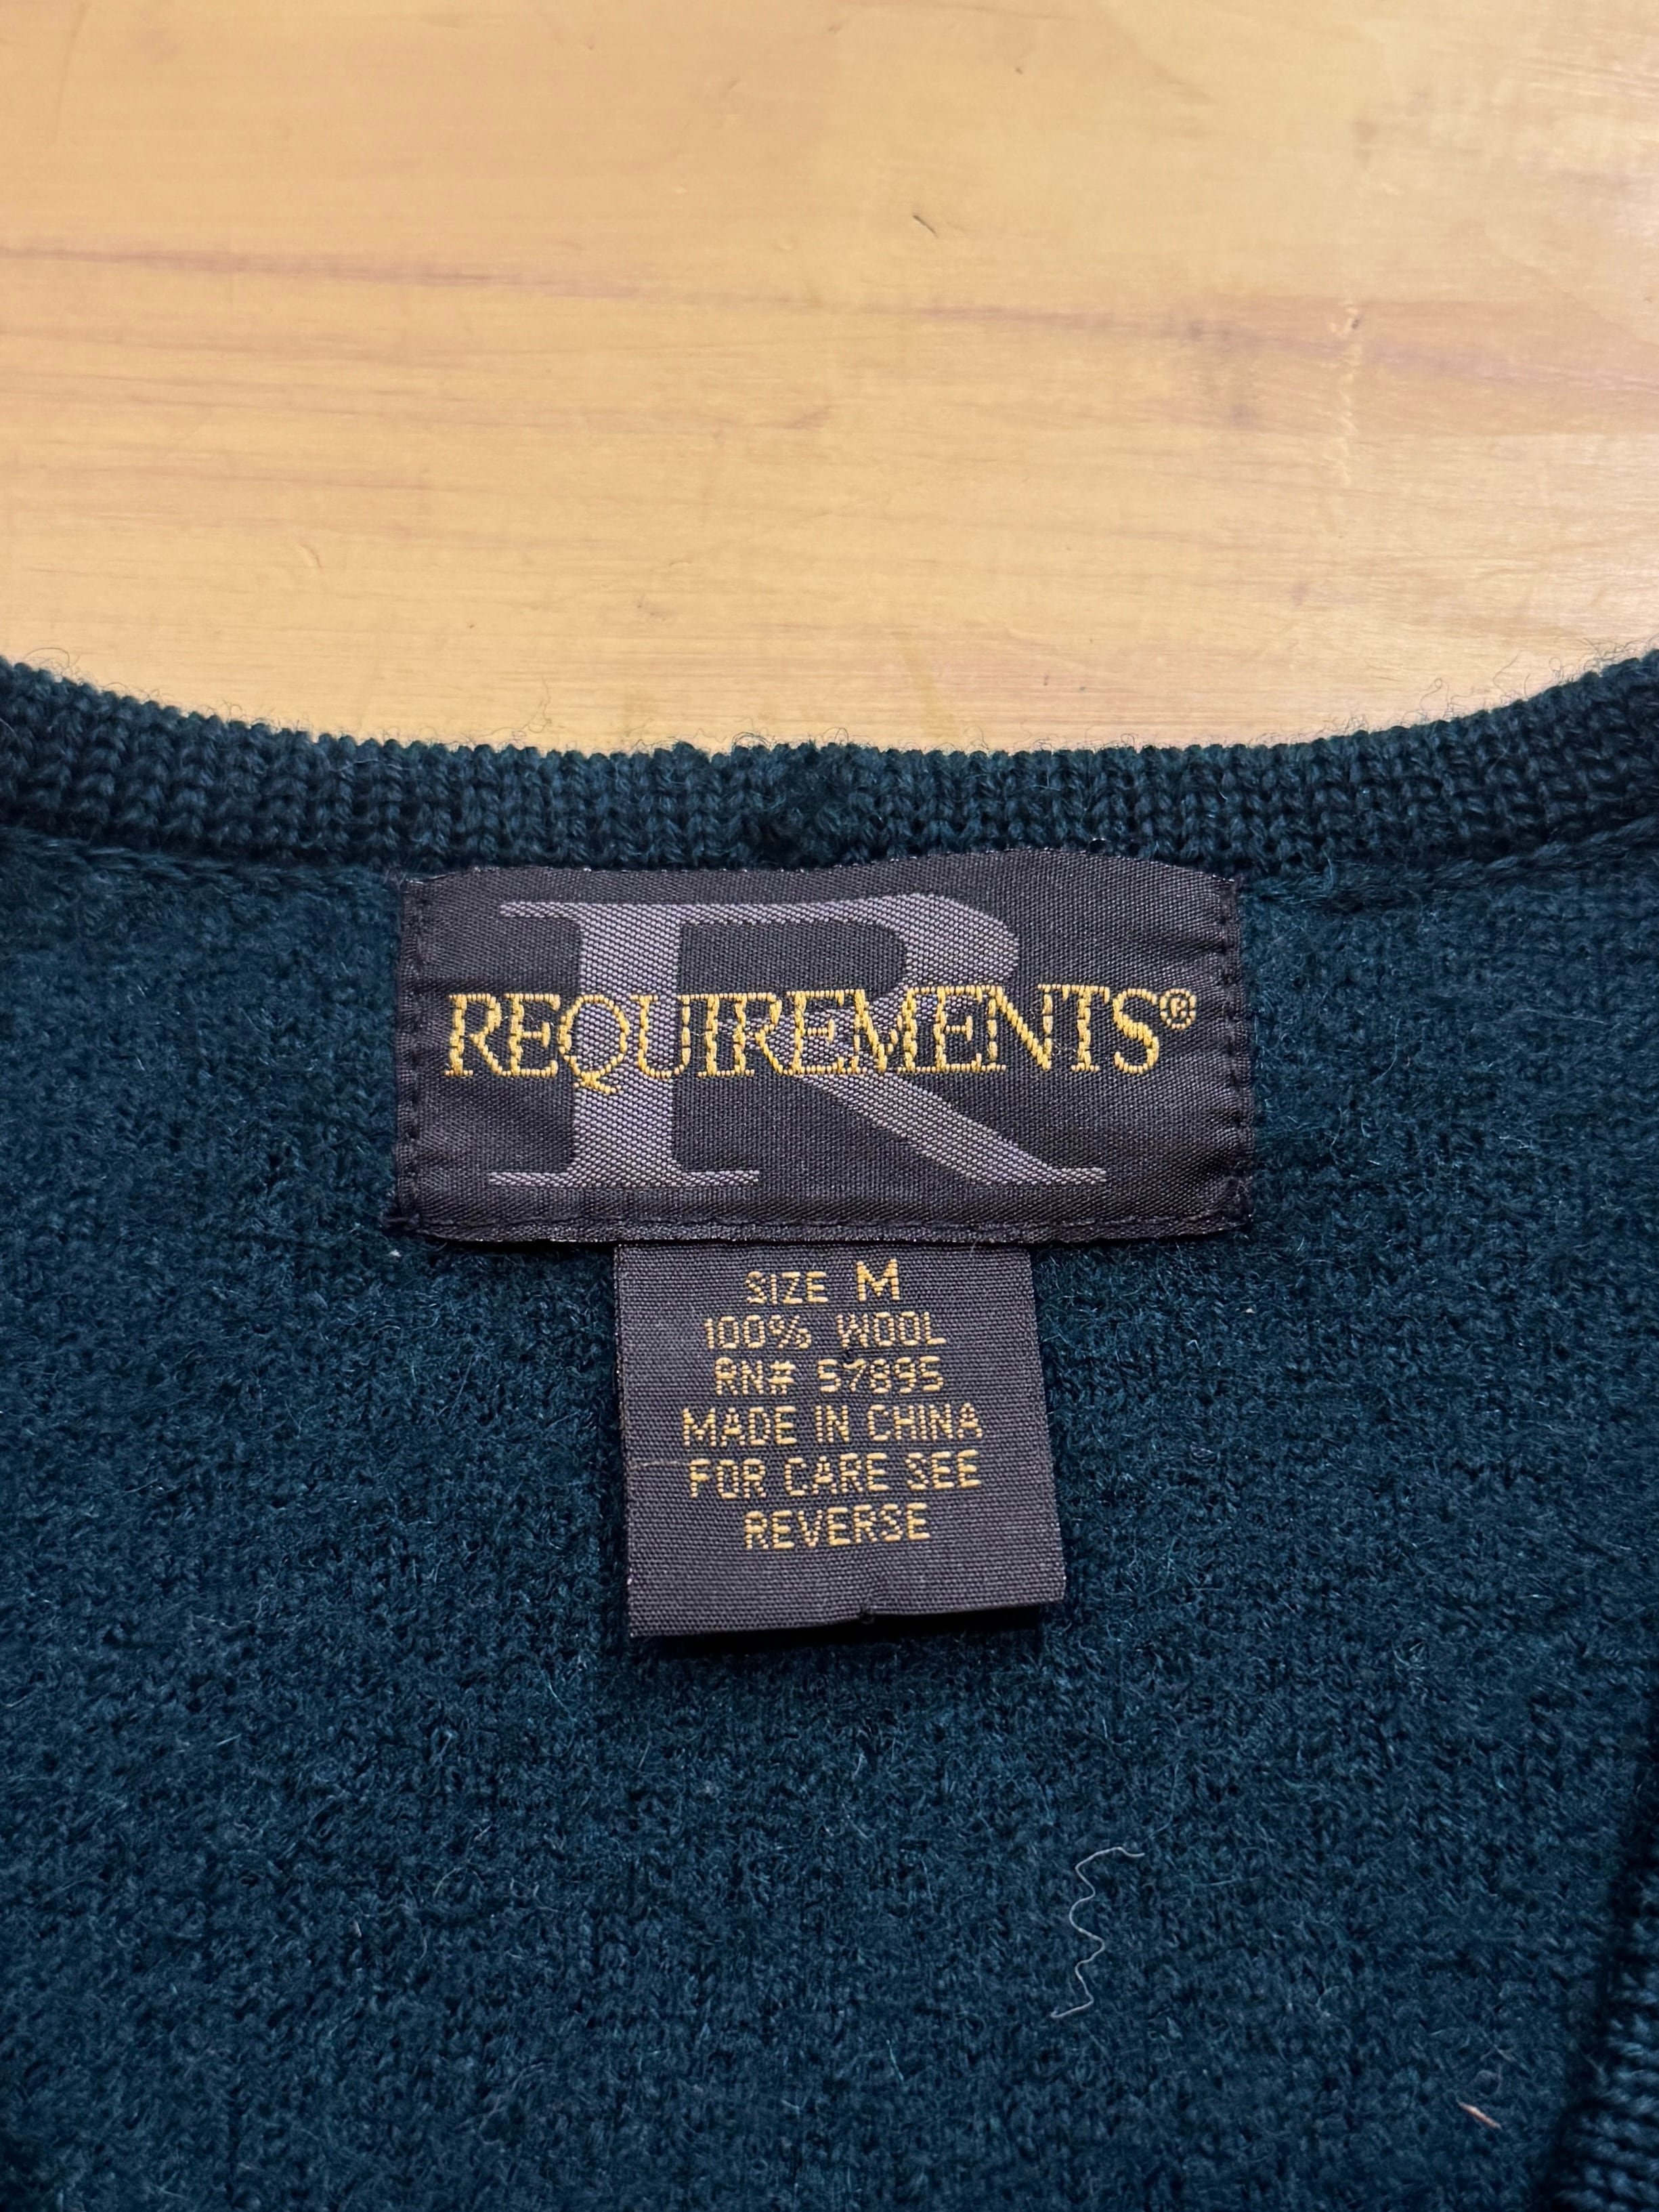 R
REQUIREMENTS®
SIZE M
100% WOOL
RN# 57895
MADE IN CHINA
FOR CARE SEE
REVERSE